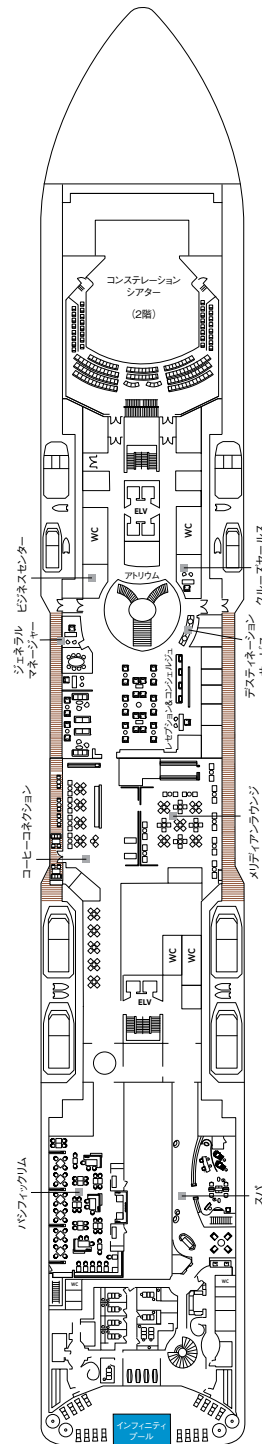 コンステレーション
シアター
(2階)
ELV
WC
WC
アトリウム
ビジネスセンター
クルーズセールス
ジェネラル
マネージャー
デスティネーション
レセプション&コンシェルジュ
コーヒーコネクション
メリディアンラウンジ
WC
WC
ELV
パシフィックリム
スパ
WC
WC
インフィニティ
プール